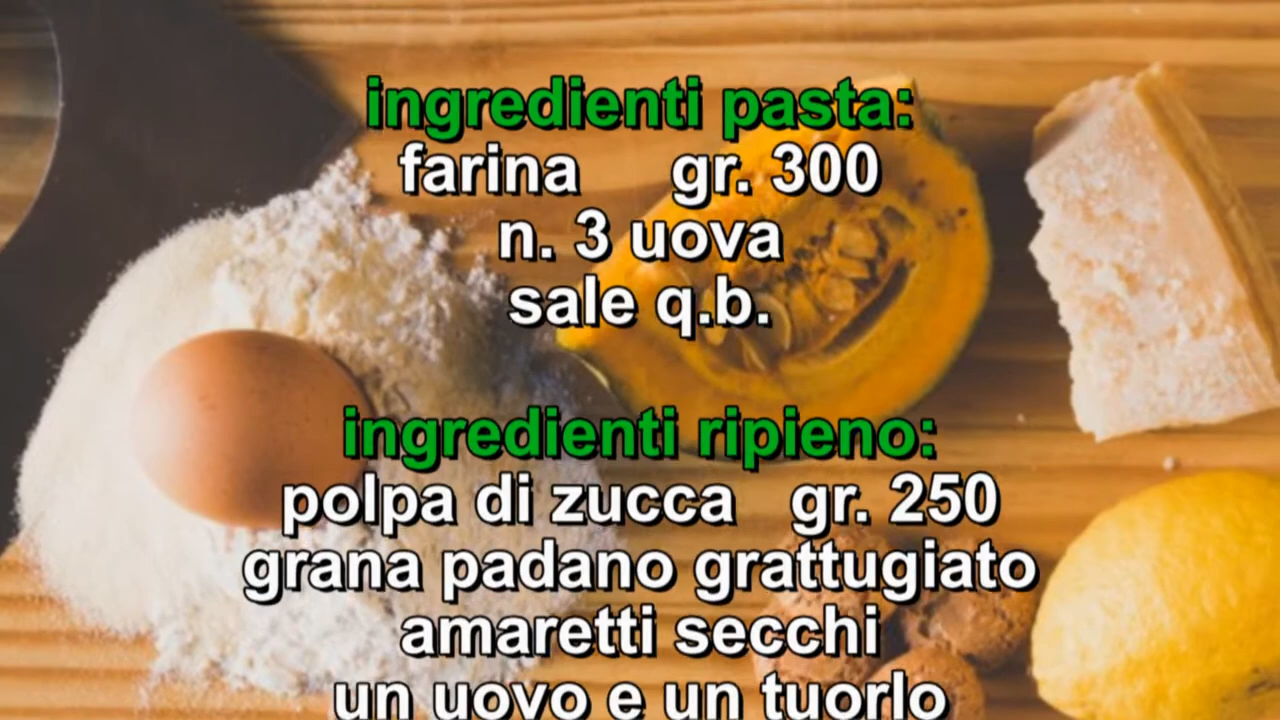 ingredienti pasta:
farina gr. 300
n. 3 uova
sale q.b.
ingredienti ripieno:
polpa di zucca gr. 250
grana padano grattugiato
amaretti secchi
un uovo e un tuorlo